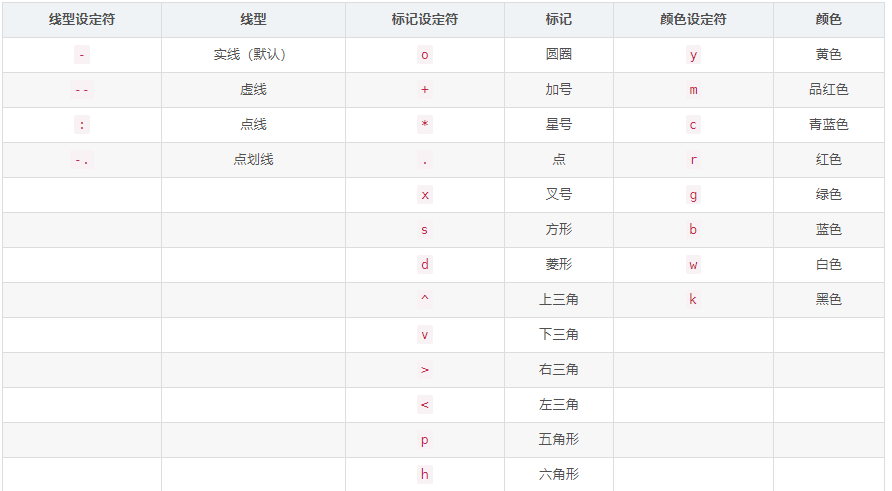 线型设定符 线型 标记设定符 标记 颜色设定符 颜色
- 实线（默认） o 圆圈 y 黄色
-- 虚线 + 加号 m 品红色
: 点线 * 星号 c 青蓝色
-. 点划线 . 点 r 红色
x 叉号 g 绿色
s 方形 b 蓝色
d 菱形 w 白色
^ 上三角 k 黑色
v 下三角
> 右三角
< 左三角
p 五角形
h 六角形